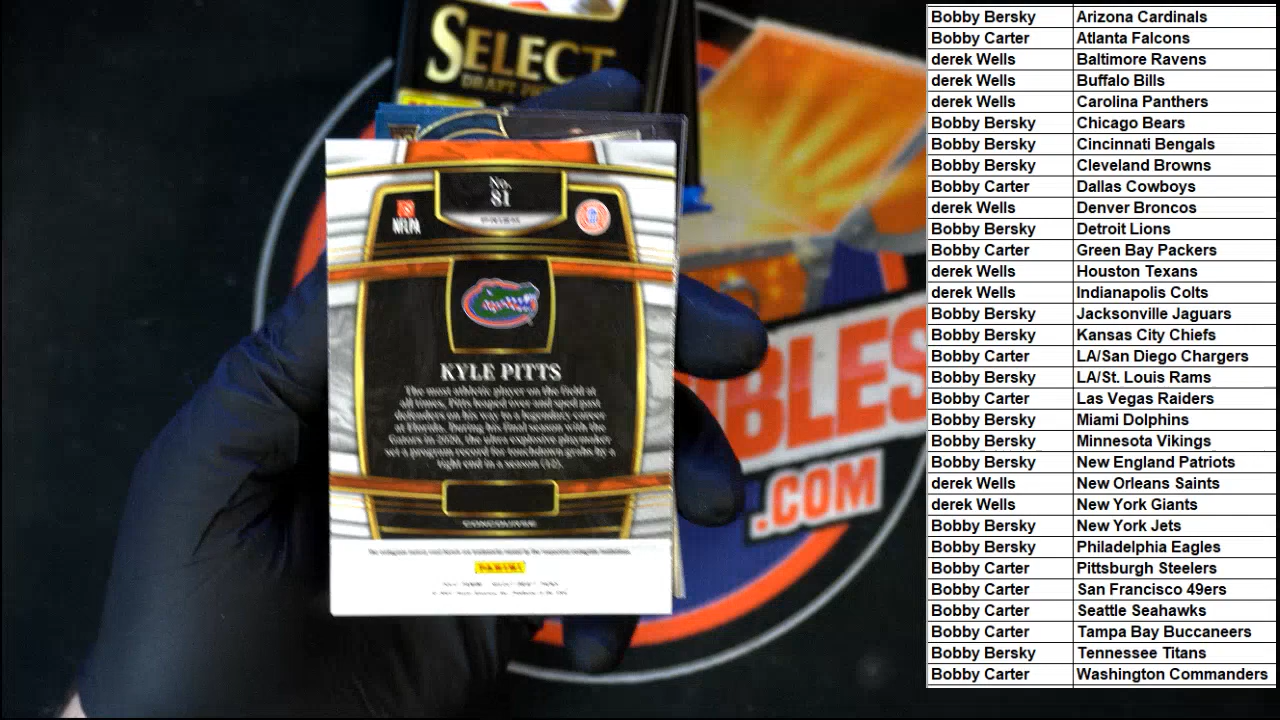 SELECT
DRAFT PICKS
No.
81
PANINI
NFLPA
KYLE PITTS
The most athletic player on the field at
all times, Pitts leaped over and sped past
defenders on his way to a legendary career
at Florida. During his final season with the
Gators in 2020, the ultra-explosive playmaker
set a program record for touchdown grabs by a
tight end in a season (12).
CONCOURSE
PANINI
BLES
.COM
Bobby Bersky Arizona Cardinals
Bobby Carter Atlanta Falcons
derek Wells Baltimore Ravens
derek Wells Buffalo Bills
derek Wells Carolina Panthers
Bobby Bersky Chicago Bears
Bobby Bersky Cincinnati Bengals
Bobby Bersky Cleveland Browns
Bobby Carter Dallas Cowboys
derek Wells Denver Broncos
Bobby Bersky Detroit Lions
Bobby Carter Green Bay Packers
derek Wells Houston Texans
derek Wells Indianapolis Colts
Bobby Bersky Jacksonville Jaguars
Bobby Bersky Kansas City Chiefs
Bobby Carter LA/San Diego Chargers
Bobby Bersky LA/St. Louis Rams
Bobby Carter Las Vegas Raiders
Bobby Bersky Miami Dolphins
Bobby Bersky Minnesota Vikings
Bobby Bersky New England Patriots
derek Wells New Orleans Saints
derek Wells New York Giants
Bobby Bersky New York Jets
Bobby Bersky Philadelphia Eagles
Bobby Carter Pittsburgh Steelers
Bobby Carter San Francisco 49ers
Bobby Carter Seattle Seahawks
Bobby Carter Tampa Bay Buccaneers
Bobby Bersky Tennessee Titans
Bobby Carter Washington Commanders